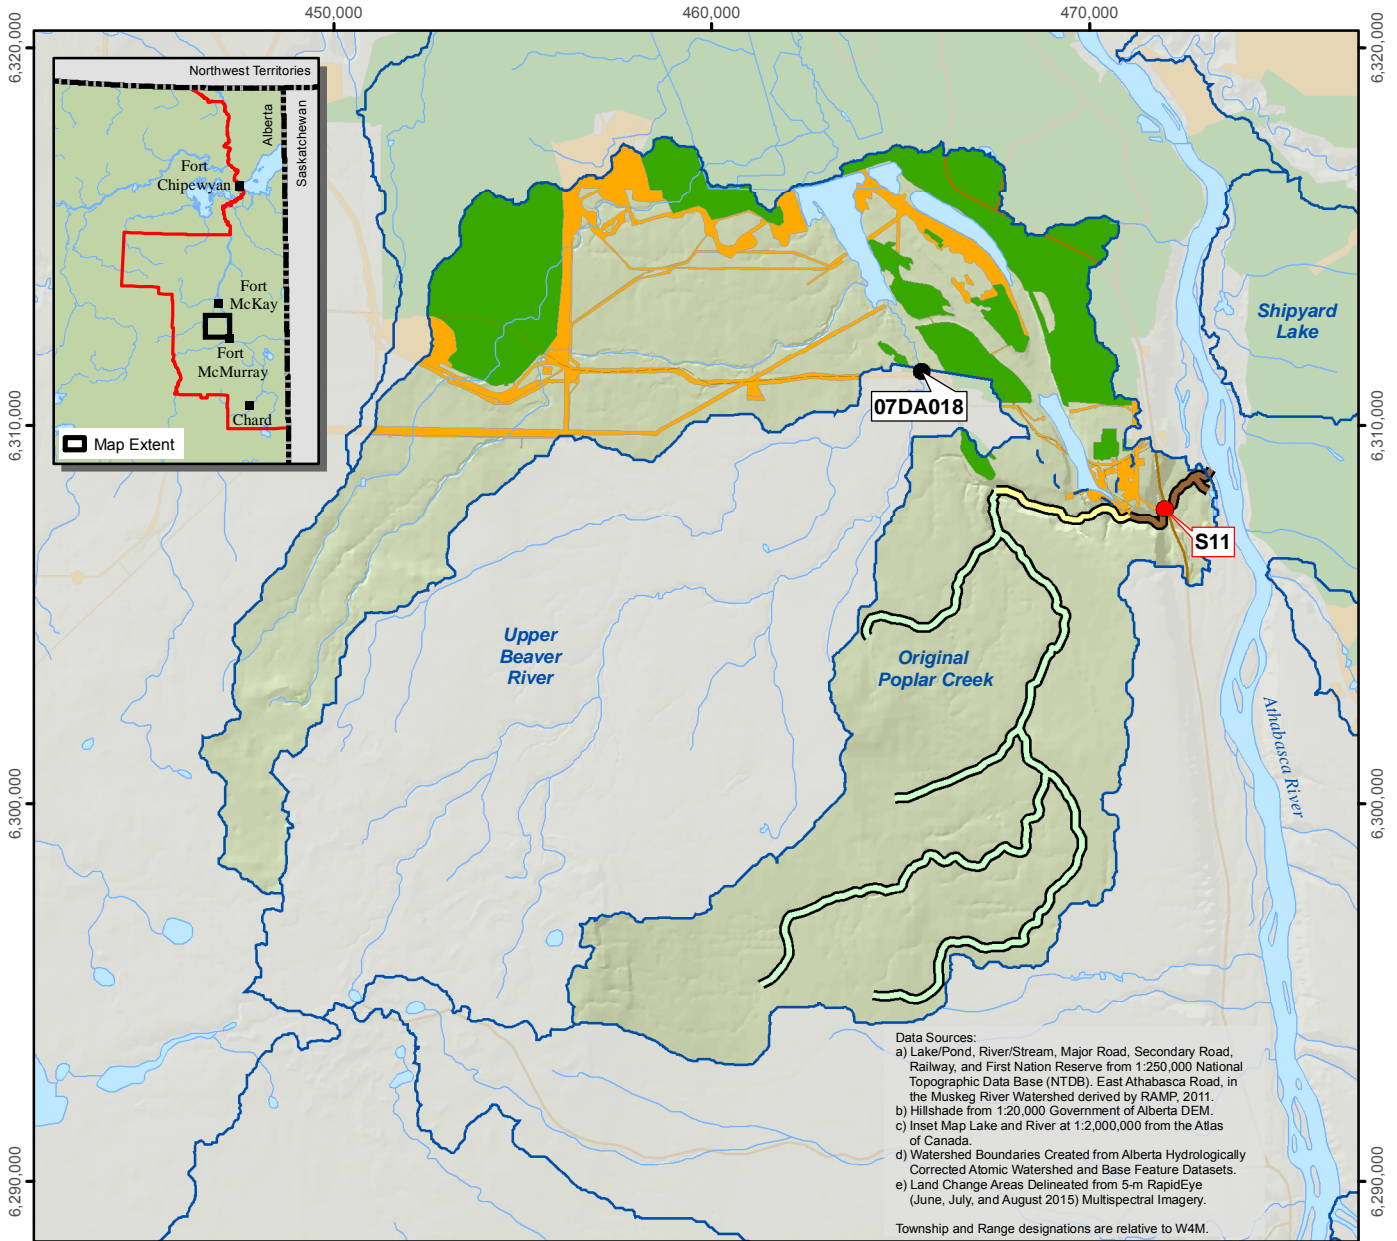 450,000
460,000
470,000
6,320,000
6,320,000
Northwest Territories
Alberta
Saskatchewan
Fort
Chipewyan
Fort
McKay
Fort
McMurray
Chard
Map Extent
Shipyard
Lake
07DA018
6,310,000
6,310,000
S11
Upper
Beaver
River
Original
Poplar Creek
Athabasca River
6,300,000
6,300,000
Data Sources:
a) Lake/Pond, River/Stream, Major Road, Secondary Road,
Railway, and First Nation Reserve from 1:250,000 National
Topographic Data Base (NTDB). East Athabasca Road, in
the Muskeg River Watershed derived by RAMP, 2011.
b) Hillshade from 1:20,000 Government of Alberta DEM.
c) Inset Map Lake and River at 1:2,000,000 from the Atlas
of Canada.
d) Watershed Boundaries Created from Alberta Hydrologically
Corrected Atomic Watershed and Base Feature Datasets.
e) Land Change Areas Delineated from 5-m RapidEye
(June, July, and August 2015) Multispectral Imagery.
Township and Range designations are relative to W4M.
6,290,000
6,290,000